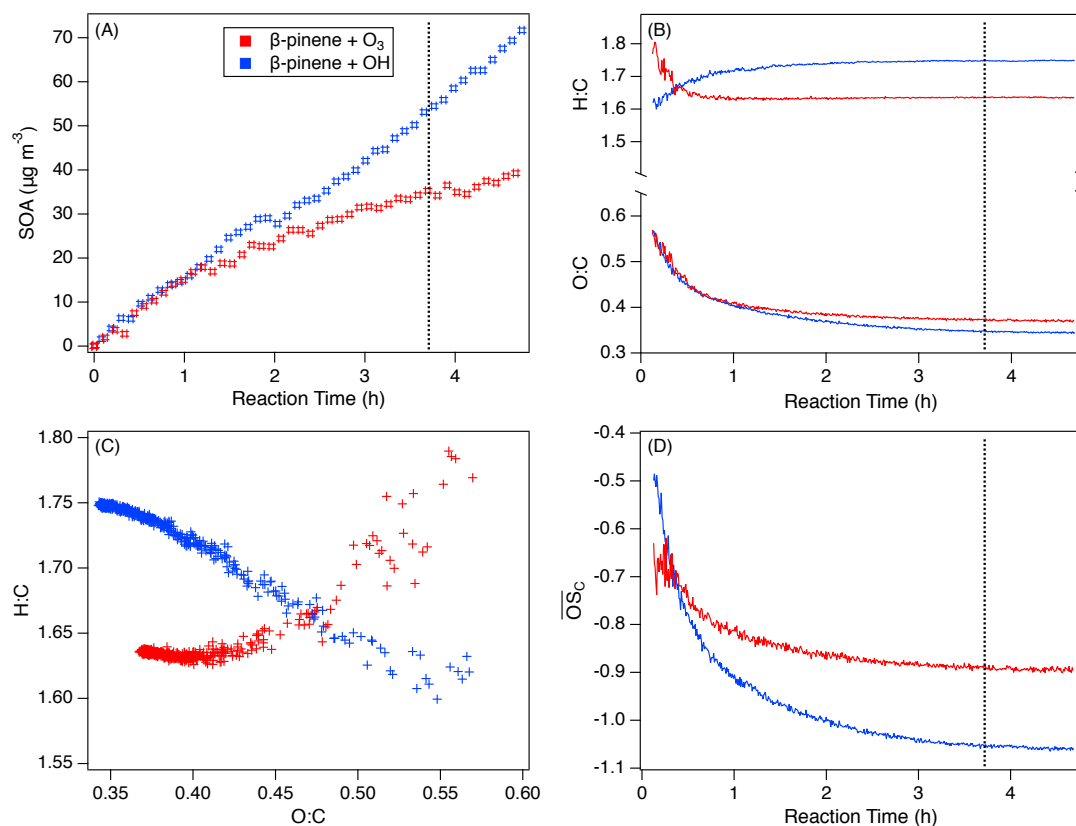 (A)
β-pinene + O₃
β-pinene + OH
SOA (µg m⁻³)
70
60
50
40
30
20
10
0
0 1 2 3 4
Reaction Time (h)
(B)
H:C
1.8
1.7
1.6
1.5
O:C
0.6
0.5
0.4
0.3
0 1 2 3 4
Reaction Time (h)
(C)
H:C
1.80
1.75
1.70
1.65
1.60
1.55
0.35 0.40 0.45 0.50 0.55 0.60
O:C
(D)
O̅S̅C
-0.4
-0.5
-0.6
-0.7
-0.8
-0.9
-1.0
-1.1
0 1 2 3 4
Reaction Time (h)